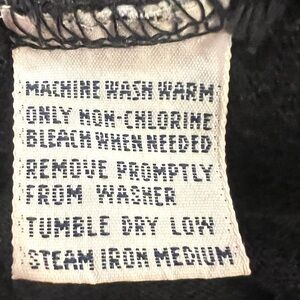 MACHINE WASH WARM
ONLY NON-CHLORINE
BLEACH WHEN NEEDED
REMOVE PROMPTLY
FROM WASHER
TUMBLE DRY LOW
STEAM IRON MEDIUM